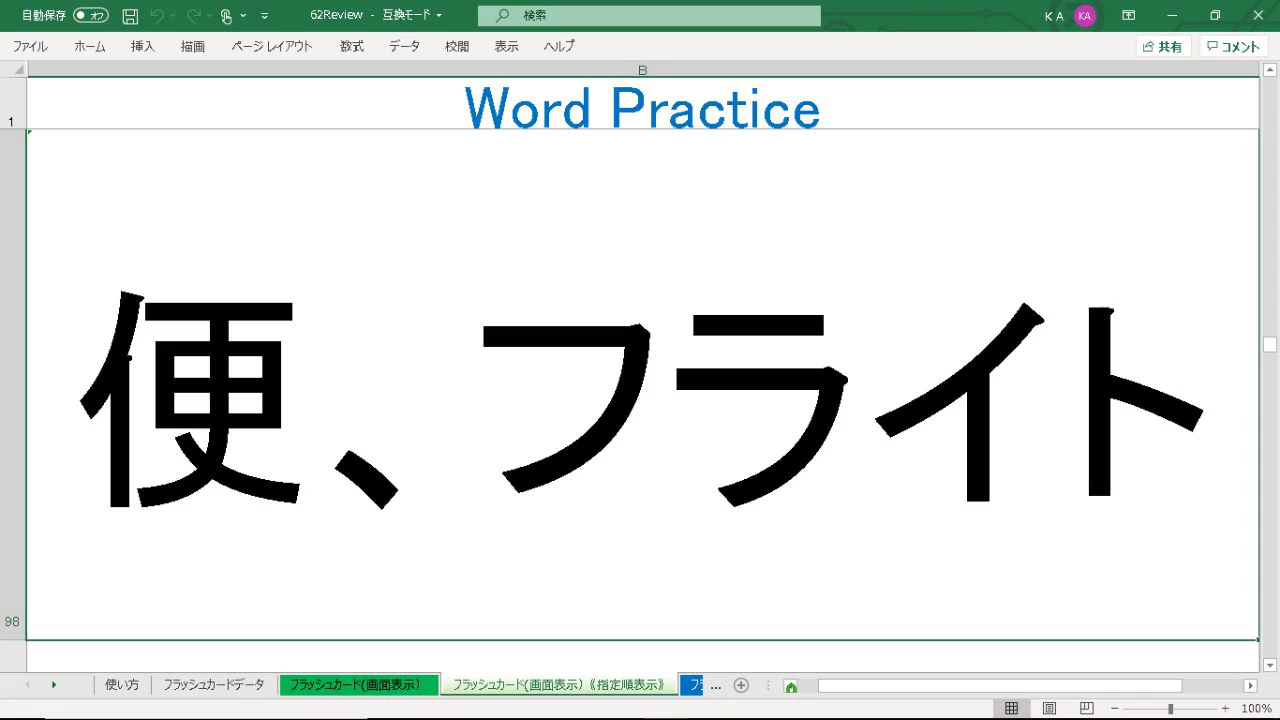 自動保存 オフ 62Review - 互換モード 検索 K A KA
ファイル ホーム 挿入 描画 ページ レイアウト 数式 データ 校閲 表示 ヘルプ 共有 コメント
B
1 Word Practice
便、フライト
98
使い方 フラッシュカードデータ フラッシュカード(画面表示) フラッシュカード(画面表示)《指定順表示》 ...
100%